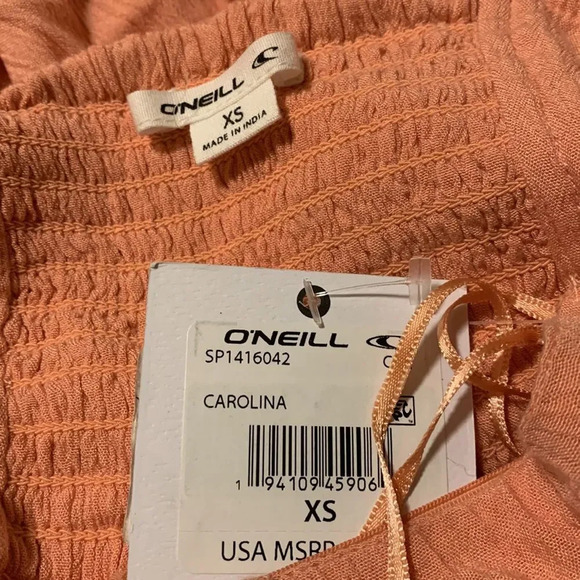 O'NEILL
XS
MADE IN INDIA
O'NEILL
SP1416042
CAROLINA
1 94109 45906
XS
USA MSRP